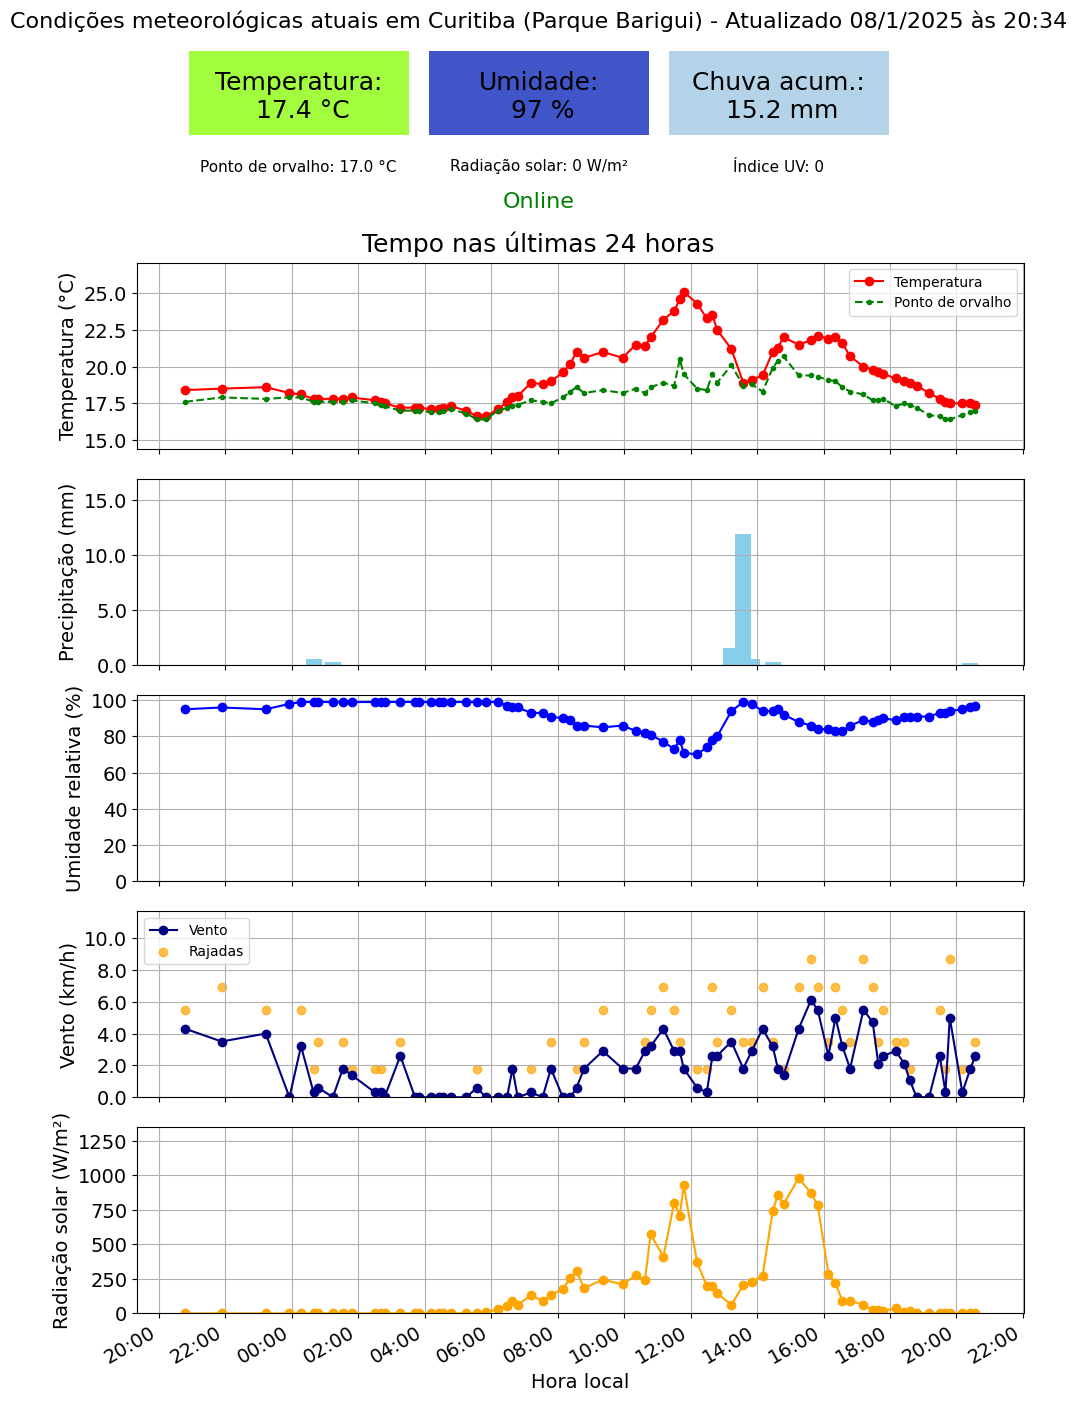 Condições meteorológicas atuais em Curitiba (Parque Barigui) - Atualizado 08/1/2025 às 20:34
Temperatura:
17.4 °C
Umidade:
97 %
Chuva acum.:
15.2 mm
Ponto de orvalho: 17.0 °C
Radiação solar: 0 W/m²
Índice UV: 0
Online
Tempo nas últimas 24 horas
Temperatura (°C)
25.0
22.5
20.0
17.5
15.0
Temperatura
Ponto de orvalho
Precipitação (mm)
15.0
10.0
5.0
0.0
Umidade relativa (%)
100
80
60
40
20
0
Vento (km/h)
10.0
8.0
6.0
4.0
2.0
0.0
Vento
Rajadas
Radiação solar (W/m²)
1250
1000
750
500
250
0
20:00
22:00
00:00
02:00
04:00
06:00
08:00
10:00
12:00
14:00
16:00
18:00
20:00
22:00
Hora local